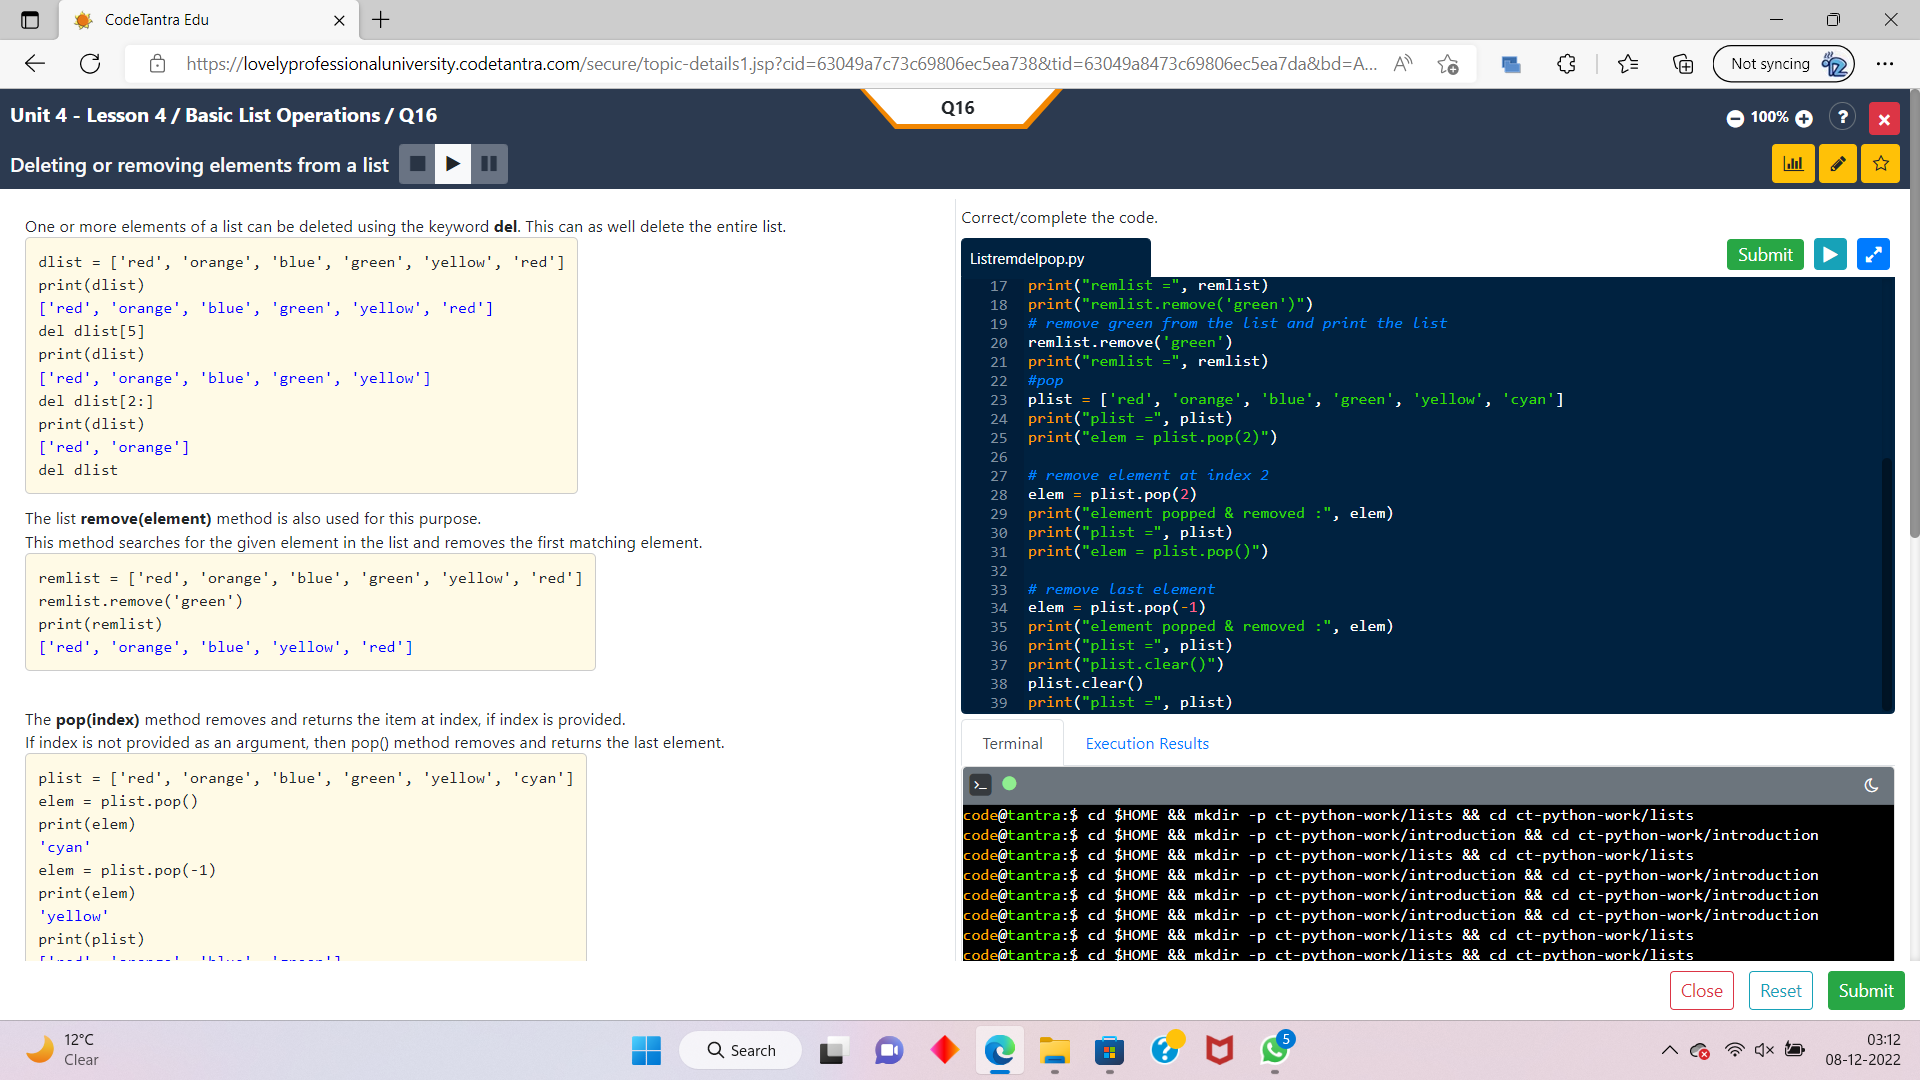 CodeTantra Edu
https://lovelyprofessionaluniversity.codetantra.com/secure/topic-details1.jsp?cid=63049a7c73c69806ec5ea738&tid=63049a8473c69806ec5ea7da&bd=A...
Not syncing
Unit 4 - Lesson 4 / Basic List Operations / Q16
Q16
100%
?
Deleting or removing elements from a list
One or more elements of a list can be deleted using the keyword del. This can as well delete the entire list.
dlist = ['red', 'orange', 'blue', 'green', 'yellow', 'red']
print(dlist)
['red', 'orange', 'blue', 'green', 'yellow', 'red']
del dlist[5]
print(dlist)
['red', 'orange', 'blue', 'green', 'yellow']
del dlist[2:]
print(dlist)
['red', 'orange']
del dlist
The list remove(element) method is also used for this purpose.
This method searches for the given element in the list and removes the first matching element.
remlist = ['red', 'orange', 'blue', 'green', 'yellow', 'red']
remlist.remove('green')
print(remlist)
['red', 'orange', 'blue', 'yellow', 'red']
The pop(index) method removes and returns the item at index, if index is provided.
If index is not provided as an argument, then pop() method removes and returns the last element.
plist = ['red', 'orange', 'blue', 'green', 'yellow', 'cyan']
elem = plist.pop()
print(elem)
'cyan'
elem = plist.pop(-1)
print(elem)
'yellow'
print(plist)
['red', 'orange', 'blue', 'green']
Correct/complete the code.
Listremdelpop.py
Submit
17 print("remlist =", remlist)
18 print("remlist.remove('green')")
19 # remove green from the list and print the list
20 remlist.remove('green')
21 print("remlist =", remlist)
22 #pop
23 plist = ['red', 'orange', 'blue', 'green', 'yellow', 'cyan']
24 print("plist =", plist)
25 print("elem = plist.pop(2)")
26
27 # remove element at index 2
28 elem = plist.pop(2)
29 print("element popped & removed :", elem)
30 print("plist =", plist)
31 print("elem = plist.pop()")
32
33 # remove last element
34 elem = plist.pop(-1)
35 print("element popped & removed :", elem)
36 print("plist =", plist)
37 print("plist.clear()")
38 plist.clear()
39 print("plist =", plist)
Terminal
Execution Results
code@tantra:$ cd $HOME && mkdir -p ct-python-work/lists && cd ct-python-work/lists
code@tantra:$ cd $HOME && mkdir -p ct-python-work/introduction && cd ct-python-work/introduction
code@tantra:$ cd $HOME && mkdir -p ct-python-work/lists && cd ct-python-work/lists
code@tantra:$ cd $HOME && mkdir -p ct-python-work/introduction && cd ct-python-work/introduction
code@tantra:$ cd $HOME && mkdir -p ct-python-work/introduction && cd ct-python-work/introduction
code@tantra:$ cd $HOME && mkdir -p ct-python-work/introduction && cd ct-python-work/introduction
code@tantra:$ cd $HOME && mkdir -p ct-python-work/lists && cd ct-python-work/lists
code@tantra:$ cd $HOME && mkdir -p ct-python-work/lists && cd ct-python-work/lists
Close
Reset
Submit
12°C
Clear
Search
5
03:12
08-12-2022